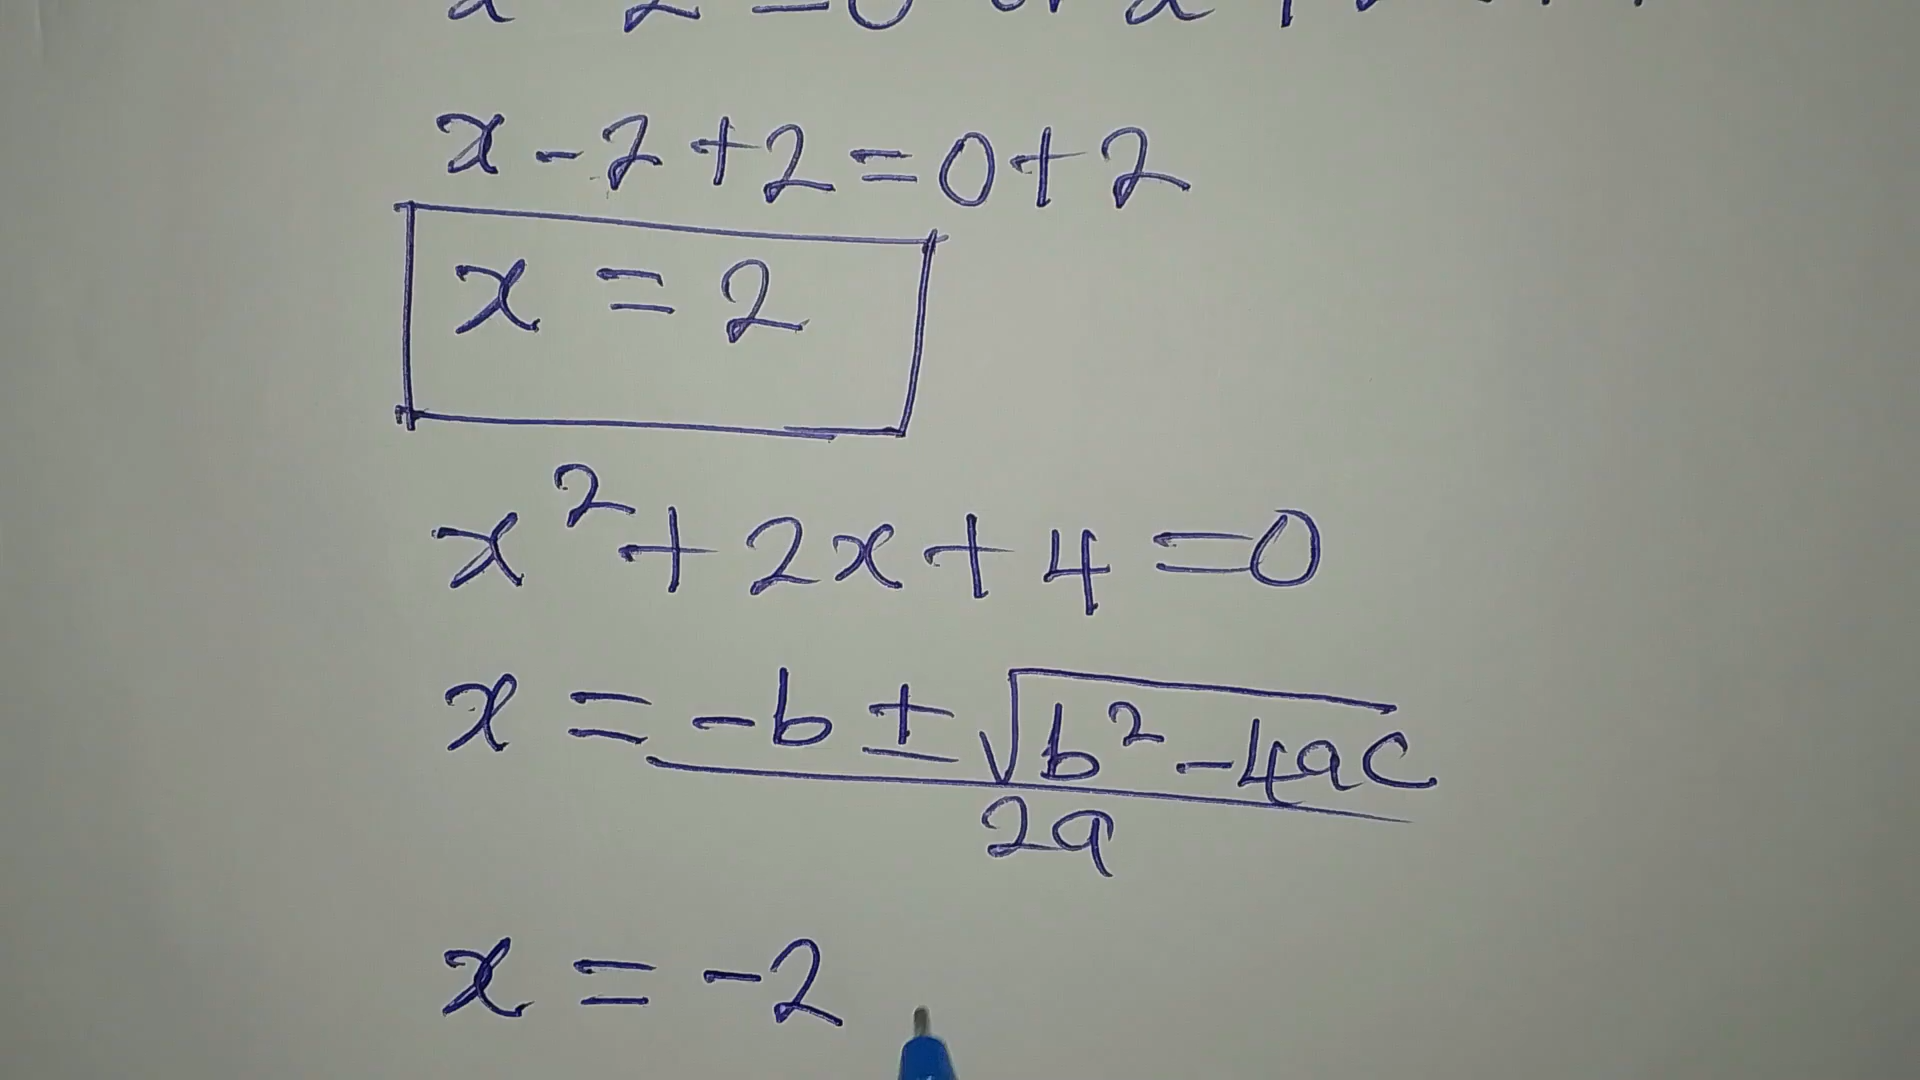 x - 2 + 2 = 0 + 2
x = 2
x² + 2x + 4 = 0
x = -b ± √b² - 4ac
2a
x = -2